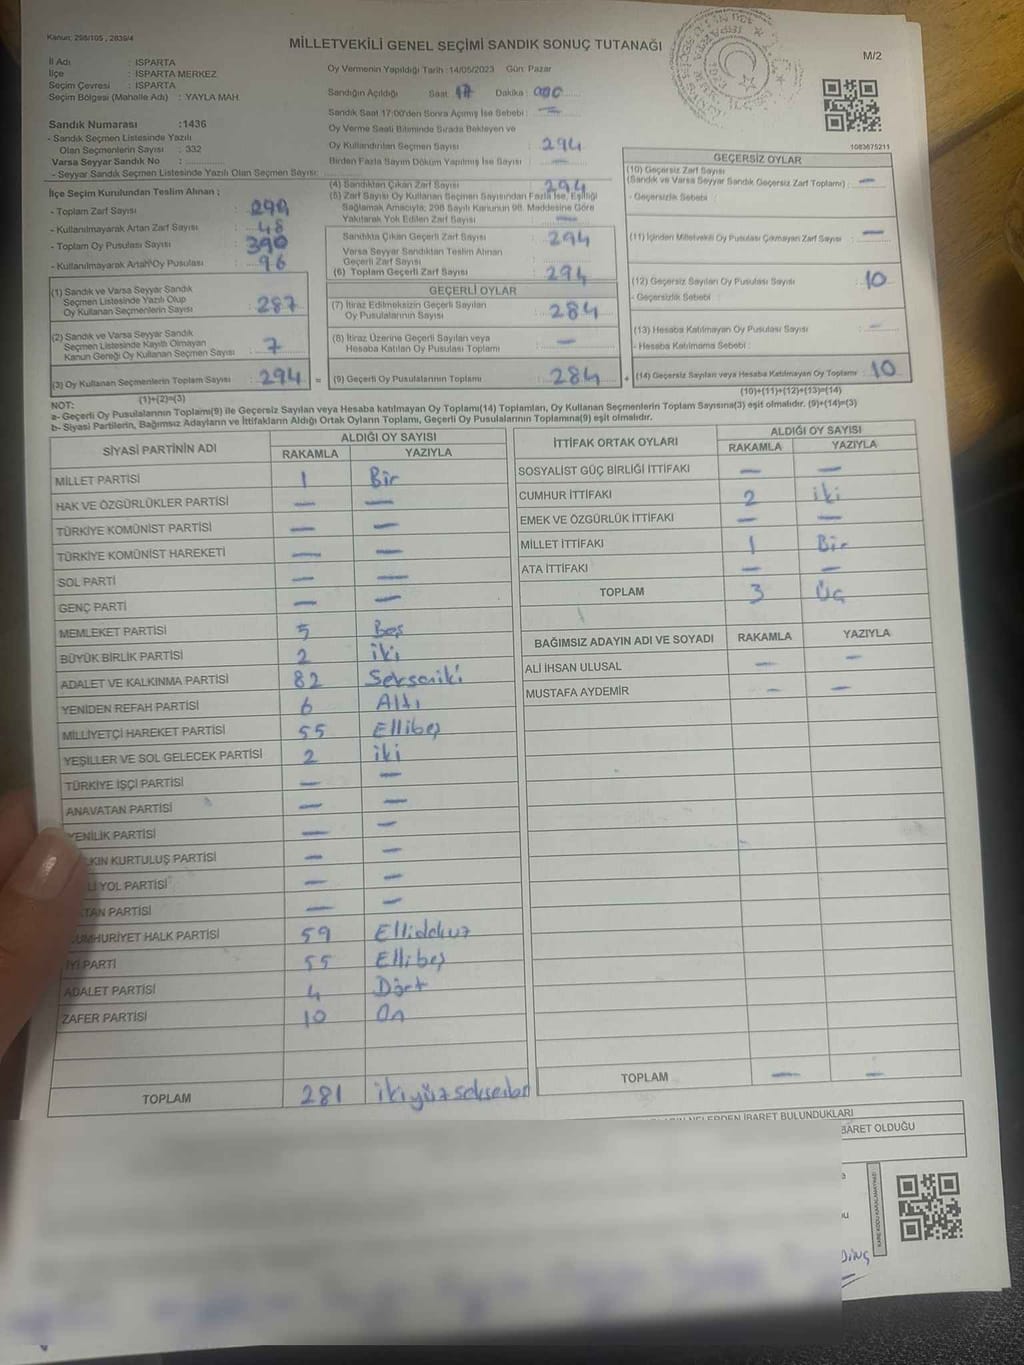 Kanun: 298/105 , 2839/4
MİLLETVEKİLİ GENEL SEÇİMİ SANDIK SONUÇ TUTANAĞI
M/2
İl Adı : ISPARTA
İlçe : ISPARTA MERKEZ
Seçim Çevresi : ISPARTA
Seçim Bölgesi (Mahalle Adı) : YAYLA MAH.
Sandık Numarası :1436
- Sandık Seçmen Listesinde Yazılı
Olan Seçmenlerin Sayısı : 332
Varsa Seyyar Sandık No :
- Seyyar Sandık Seçmen Listesinde Yazılı Olan Seçmen Sayısı:
İlçe Seçim Kurulundan Teslim Alınan ;
- Toplam Zarf Sayısı :
- Kullanılmayarak Artan Zarf Sayısı : 48
- Toplam Oy Pusulası Sayısı : 390
- Kullanılmayarak Artan Oy Pusulası : 96
(1) Sandık ve Varsa Seyyar Sandık
Seçmen Listesinde Yazılı Olup
Oy Kullanan Seçmenlerin Sayısı : 287
(2) Sandık ve Varsa Seyyar Sandık
Seçmen Listesinde Kayıtlı Olmayan
Kanun Gereği Oy Kullanan Seçmen Sayısı : 7
(3) Oy Kullanan Seçmenlerin Toplam Sayısı : 294 =
(1)+(2)=(3)
Oy Vermenin Yapıldığı Tarih :14/05/2023 Gün: Pazar
Sandığın Açıldığı Saat 17 Dakika : 000
Sandık Saat 17:00'den Sonra Açımış İse Sebebi : —
Oy Verme Saati Bitiminde Sırada Bekleyen ve
Oy Kullandırılan Seçmen Sayısı : 294
Birden Fazla Sayım Döküm Yapılmış İse Sayısı : —
(4) Sandıktan Çıkan Zarf Sayısı : 294
(5) Zarf Sayısı Oy Kullanan Seçmen Sayısından Fazla İse, Eşitliği
Sağlamak Amacıyla; 298 Sayılı Kanunun 98. Maddesine Göre
Yakılarak Yok Edilen Zarf Sayısı : —
Sandıkta Çıkan Geçerli Zarf Sayısı : 294
Varsa Seyyar Sandıktan Teslim Alınan
Geçerli Zarf Sayısı :
(6) Toplam Geçerli Zarf Sayısı : 294
GEÇERLİ OYLAR
(7) İtiraz Edilmeksizin Geçerli Sayılan
Oy Pusulalarının Sayısı : 284
(8) İtiraz Üzerine Geçerli Sayılan veya
Hesaba Katılan Oy Pusulası Toplamı : —
(9) Geçerli Oy Pusulalarının Toplamı : 284 +
1083675211
GEÇERSİZ OYLAR
(10) Geçersiz Zarf Sayısı
(Sandık ve Varsa Seyyar Sandık Geçersiz Zarf Toplamı) : —
- Geçersizlik Sebebi :
(11) İçinden Milletvekili Oy Pusulası Çıkmayan Zarf Sayısı : —
(12) Geçersiz Sayılan Oy Pusulası Sayısı : 10
- Geçersizlik Sebebi :
(13) Hesaba Katılmayan Oy Pusulası Sayısı : —
- Hesaba Katılmama Sebebi :
(14) Geçersiz Sayılan veya Hesaba Katılmayan Oy Toplamı : 10
(10)+(11)+(12)+(13)=(14)
NOT:
a- Geçerli Oy Pusulalarının Toplamı(9) ile Geçersiz Sayılan veya Hesaba katılmayan Oy Toplamı(14) Toplamları, Oy Kullanan Seçmenlerin Toplam Sayısına(3) eşit olmalıdır. (9)+(14)=(3)
b- Siyasi Partilerin, Bağımsız Adayların ve İttifakların Aldığı Ortak Oyların Toplamı, Geçerli Oy Pusulalarının Toplamına(9) eşit olmalıdır.
SİYASİ PARTİNİN ADI ALDIĞI OY SAYISI
RAKAMLA YAZIYLA
MİLLET PARTİSİ 1 Bir
HAK VE ÖZGÜRLÜKLER PARTİSİ — —
TÜRKİYE KOMÜNİST PARTİSİ — —
TÜRKİYE KOMÜNİST HAREKETİ — —
SOL PARTİ — —
GENÇ PARTİ — —
MEMLEKET PARTİSİ 5 Beş
BÜYÜK BİRLİK PARTİSİ 2 iki
ADALET VE KALKINMA PARTİSİ 82 Seksaniki
YENİDEN REFAH PARTİSİ 6 Altı
MİLLİYETÇİ HAREKET PARTİSİ 55 Ellibeş
YEŞİLLER VE SOL GELECEK PARTİSİ 2 iki
TÜRKİYE İŞÇİ PARTİSİ — —
ANAVATAN PARTİSİ — —
YENİLİK PARTİSİ — —
LKIN KURTULUŞ PARTİSİ — —
Lİ YOL PARTİSİ — —
TAN PARTİSİ — —
CUMHURİYET HALK PARTİSİ 59 Ellidokuz
İYİ PARTİ 55 Ellibeş
ADALET PARTİSİ 4 Dört
ZAFER PARTİSİ 10 On
TOPLAM 281 ikiyüz seksenbir
İTTİFAK ORTAK OYLARI ALDIĞI OY SAYISI
RAKAMLA YAZIYLA
SOSYALİST GÜÇ BİRLİĞİ İTTİFAKI — —
CUMHUR İTTİFAKI 2 iki
EMEK VE ÖZGÜRLÜK İTTİFAKI — —
MİLLET İTTİFAKI 1 Bir
ATA İTTİFAKI — —
TOPLAM 3 Üç
BAĞIMSIZ ADAYIN ADI VE SOYADI RAKAMLA YAZIYLA
ALİ İHSAN ULUSAL — —
MUSTAFA AYDEMİR — —
TOPLAM — —
İBARET BULUNDUKLARI
BARET OLDUĞU